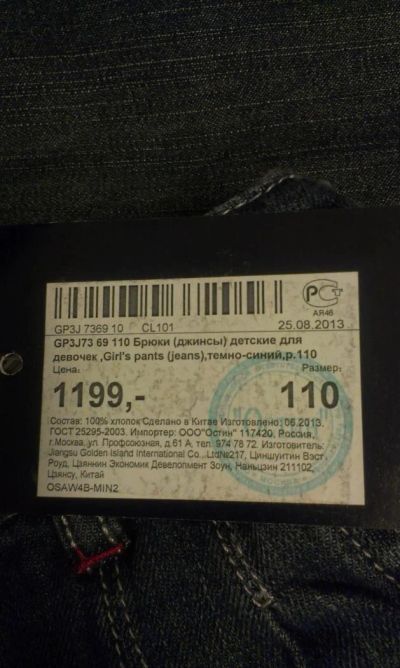 РСТ
АЯ46
GP3J 7369 10 CL101 25.08.2013
GP3J73 69 110 Брюки (джинсы) детские для
девочек ,Girl's pants (jeans),темно-синий,р.110
Цена: Размер:
1199,- 110
Состав: 100% хлопок Сделано в Китае Изготовлено: 06.2013.
ГОСТ 25295-2003. Импортер: ООО"Остин" 117420, Россия,
г.Москва, ул. Профсоюзная, д.61 А, тел. 974 78 72. Изготовитель:
Jiangsu Golden Island International Co.,Ltd№217, Циншуитин Вэст
Роуд, Цзяннин Экономик Девелопмент Зоун, Наньцзин 211102,
Цзянсу, Китай
OSAW4B-MIN2